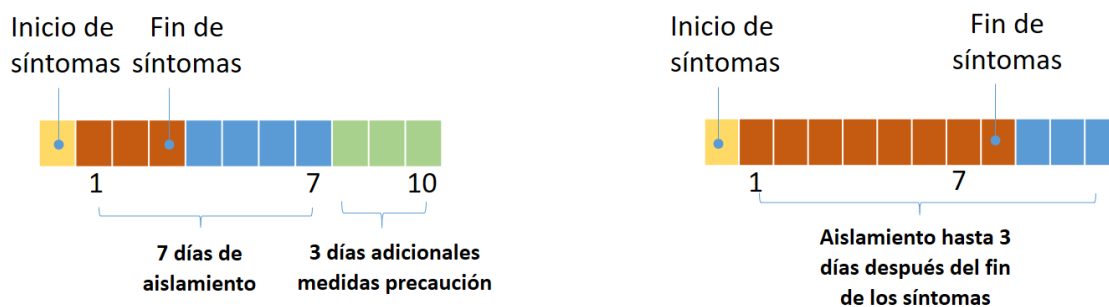 Inicio de
síntomas
Fin de
síntomas
1
7
10
7 días de
aislamiento
3 días adicionales
medidas precaución
Inicio de
síntomas
Fin de
síntomas
1
7
Aislamiento hasta 3
días después del fin
de los síntomas